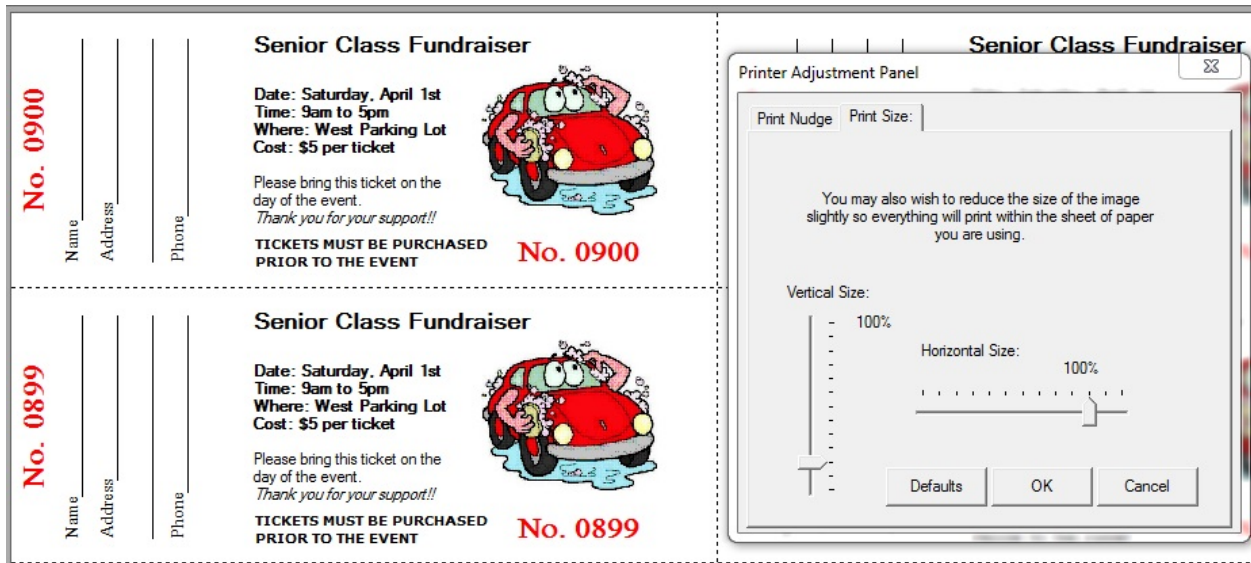 No. 0900
Name
Address
Phone
Senior Class Fundraiser
Date: Saturday, April 1st
Time: 9am to 5pm
Where: West Parking Lot
Cost: $5 per ticket
Please bring this ticket on the
day of the event.
Thank you for your support!!
TICKETS MUST BE PURCHASED
PRIOR TO THE EVENT
No. 0900
No. 0899
Name
Address
Phone
Senior Class Fundraiser
Date: Saturday, April 1st
Time: 9am to 5pm
Where: West Parking Lot
Cost: $5 per ticket
Please bring this ticket on the
day of the event.
Thank you for your support!!
TICKETS MUST BE PURCHASED
PRIOR TO THE EVENT
No. 0899
Senior Class Fundraiser
Printer Adjustment Panel
Print Nudge
Print Size:
You may also wish to reduce the size of the image
slightly so everything will print within the sheet of paper
you are using.
Vertical Size:
100%
Horizontal Size:
100%
Defaults
OK
Cancel